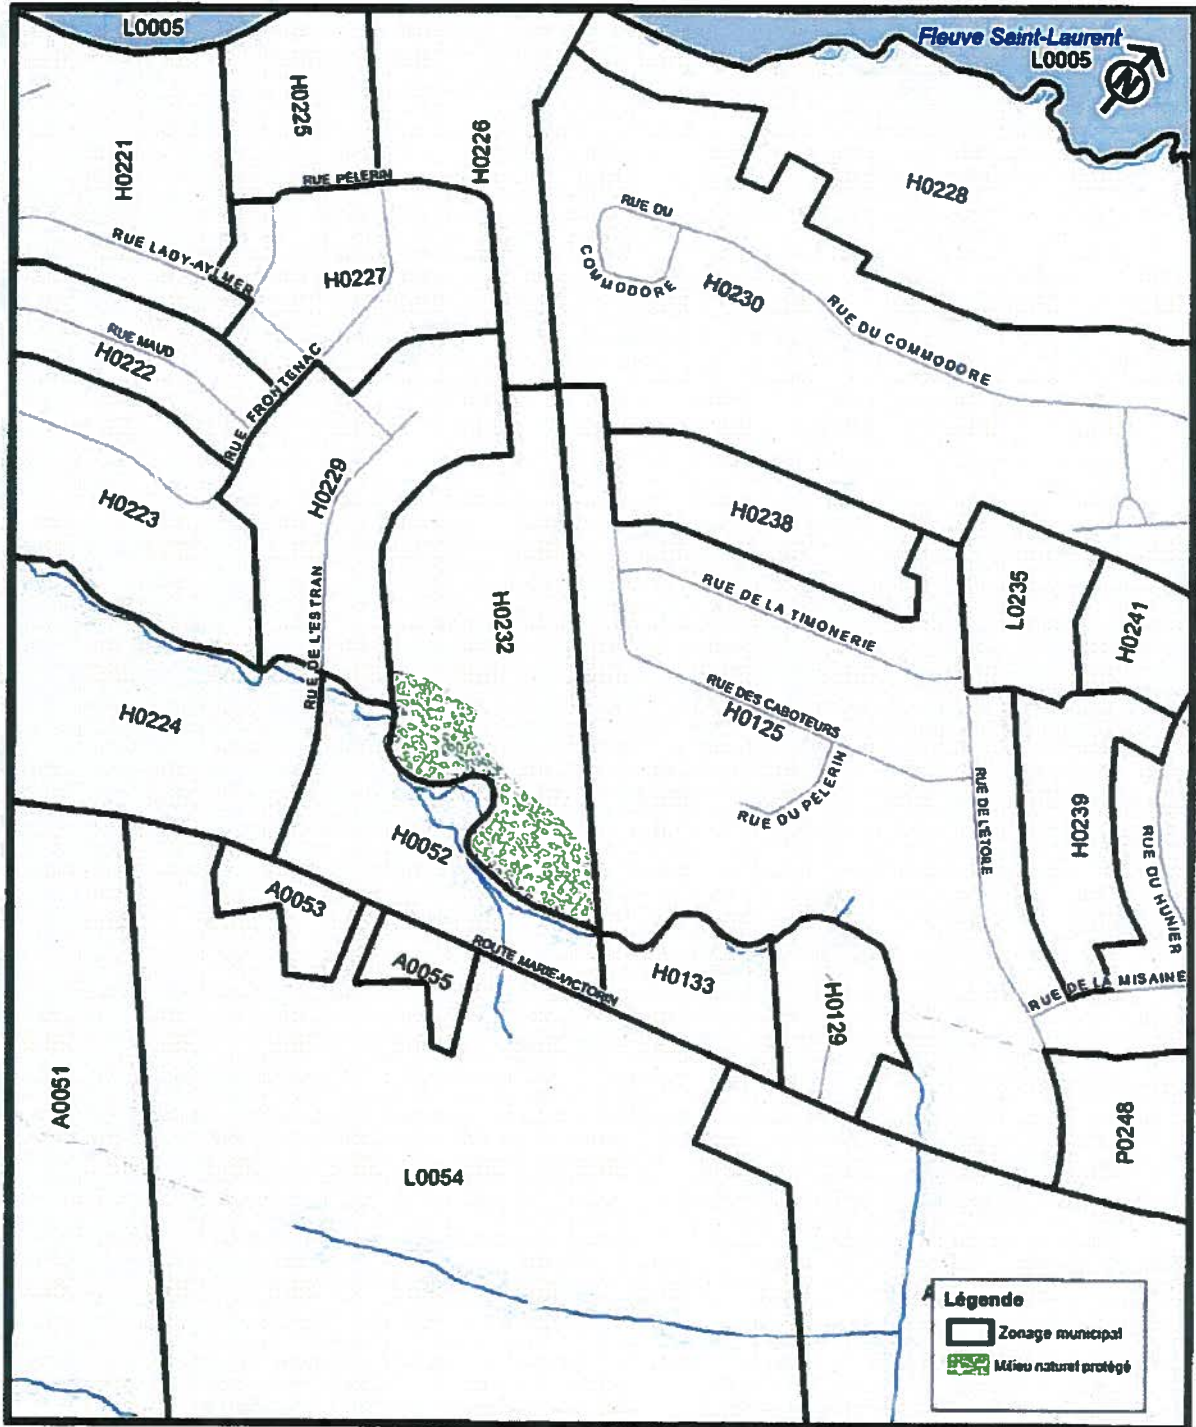 L0005
Fleuve Saint-Laurent
L0005
N
H0225
H0221
H0226
RUE PÈLERIN
H0228
RUE DU
COMMODORE
RUE LADY-AYLMER
H0227
H0230
RUE DU COMMODORE
RUE MAUD
H0222
RUE FRONTENAC
H0229
H0223
H0238
RUE DE L'ESTRAN
H0232
RUE DE LA TIMONERIE
L0235
H0241
H0224
RUE DES CABOTEURS
H0125
RUE DU PÈLERIN
RUE DE L'ÉTOILE
H0239
RUE DU HUNIER
H0052
A0053
A0055
ROUTE MARIE-VICTORIN
H0133
H0129
RUE DE LA MISAINE
A0051
P0248
L0054
A
Légende
Zonage municipal
Milieu naturel protégé